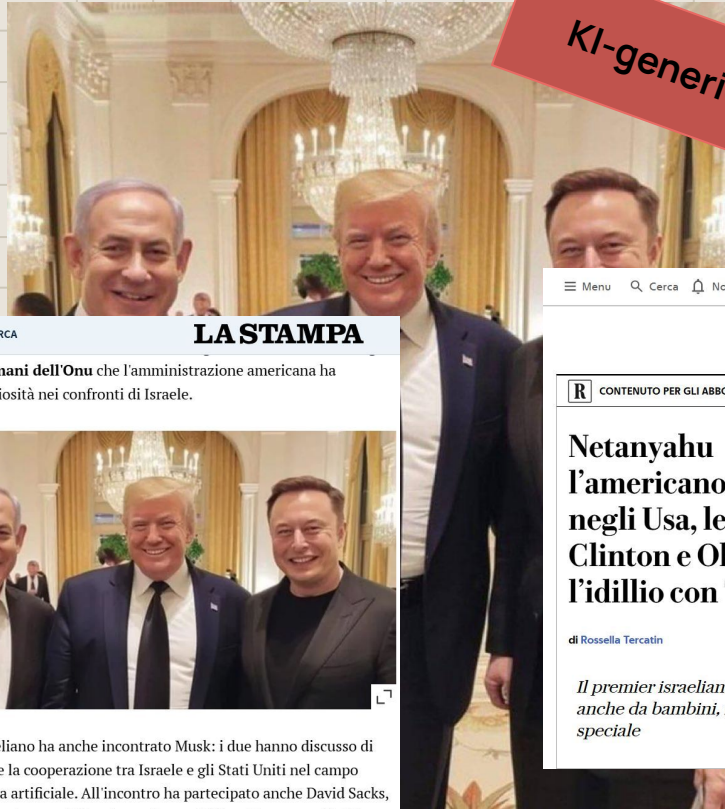 KI-generi
Menu Cerca
CONTENUTO PER GLI ABBO
R
Netanyahu
l'americano
negli Usa, le
Clinton e
l'idillio con
di Rossella Tercatin
Il premier israelian
anche da bambini,
speciale
RCA
LA STAMPA
mani dell'Onu che l'amministrazione americana ha
iosità nei confronti di Israele.
eliano ha anche incontrato Musk: i due hanno discusso di
e la cooperazione tra Israele e gli Stati Uniti nel campo
a artificiale. All'incontro ha partecipato anche David Sacks,